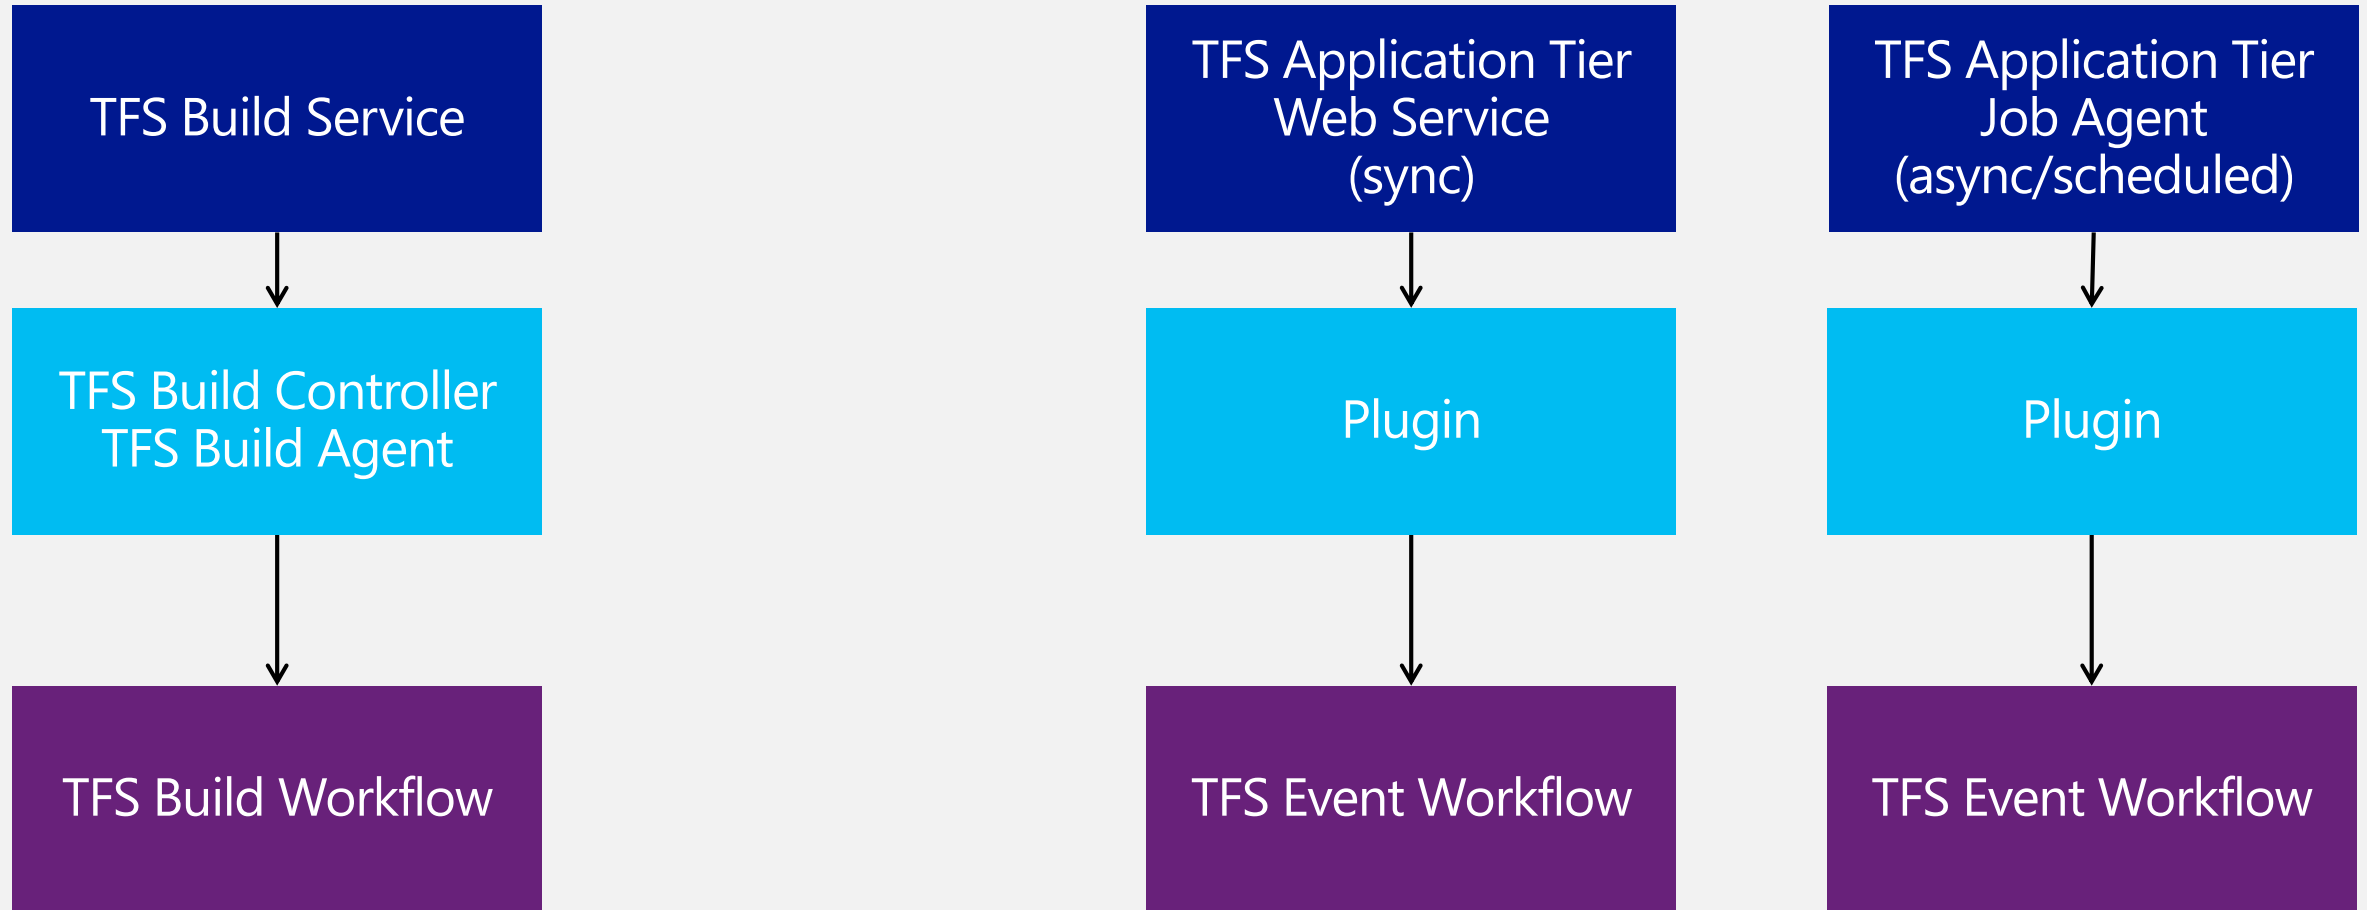 TFS Build Service
TFS Application Tier
Web Service
(sync)
TFS Application Tier
Job Agent
(async/scheduled)
TFS Build Controller
TFS Build Agent
Plugin
Plugin
TFS Build Workflow
TFS Event Workflow
TFS Event Workflow